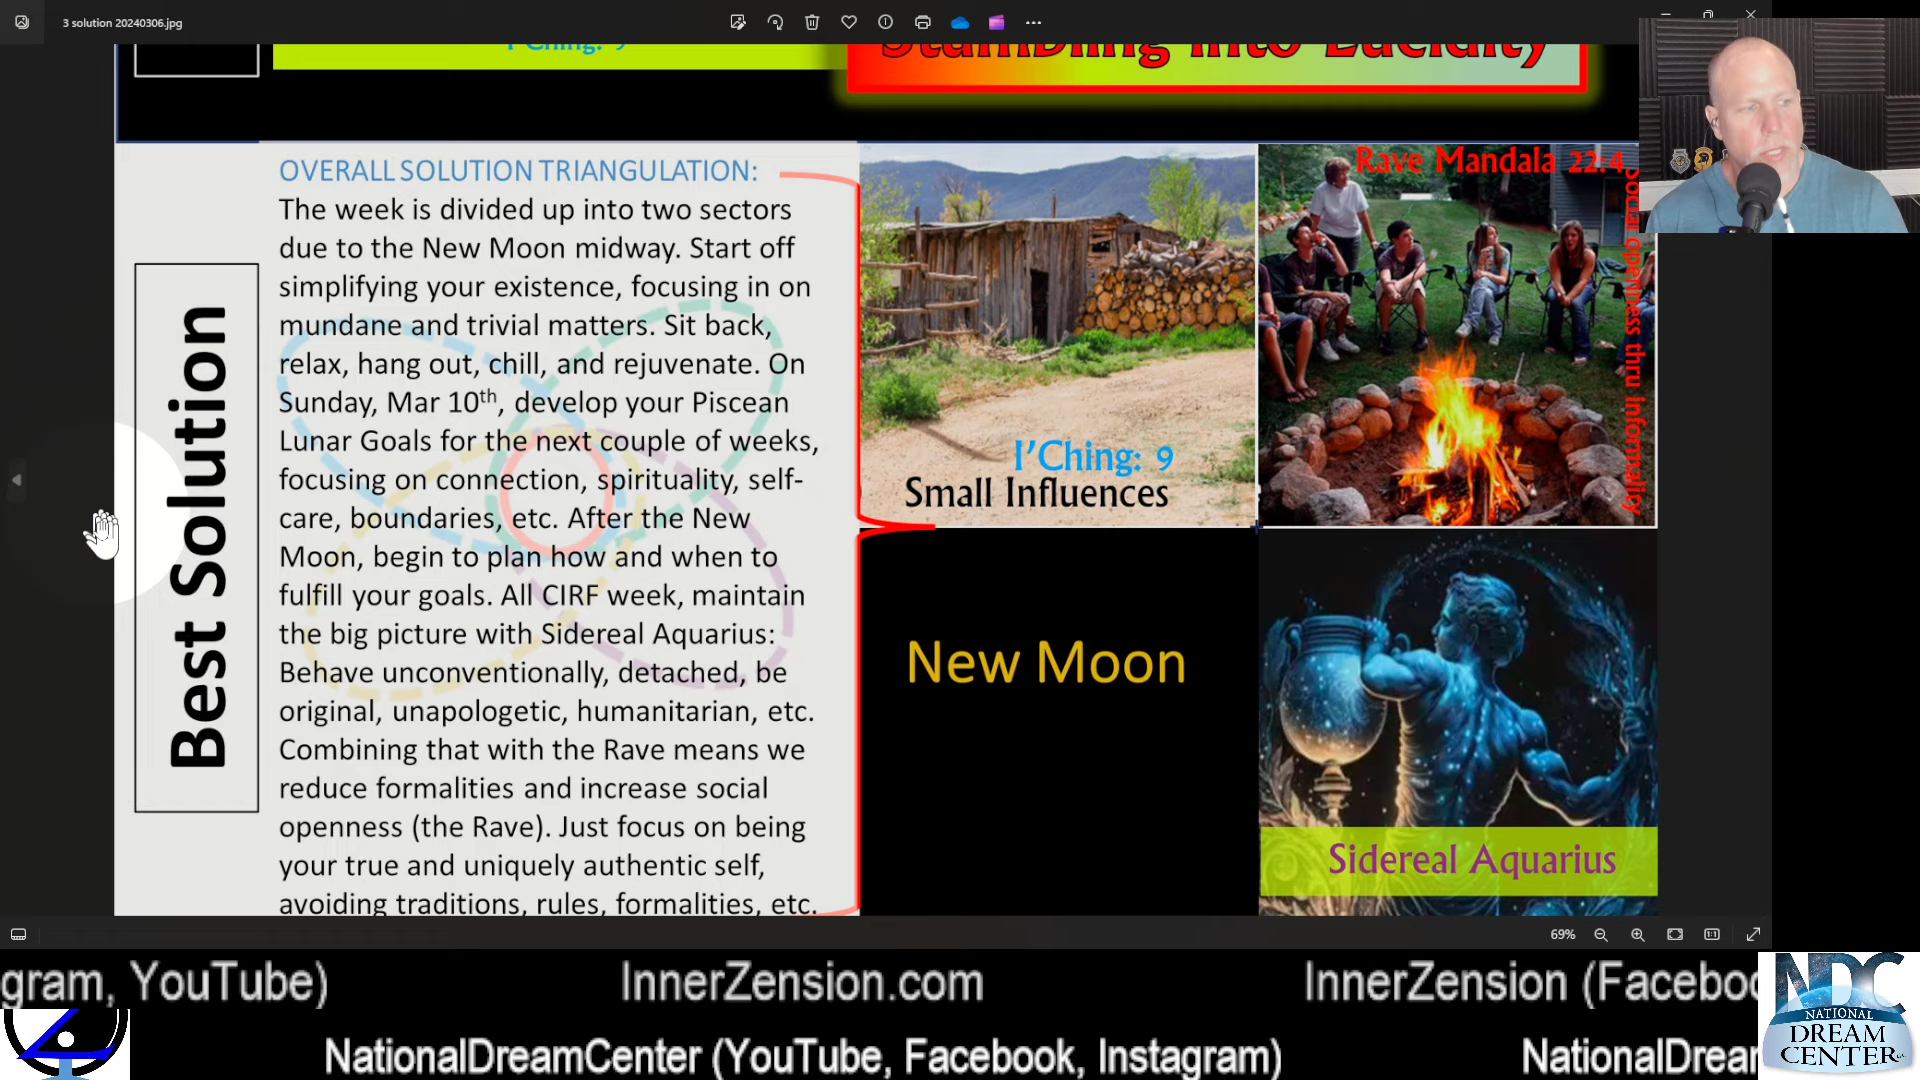 3 solution 20240306.jpg
I'Ching: 9
Stumbling into Lucidity
OVERALL SOLUTION TRIANGULATION:
The week is divided up into two sectors
due to the New Moon midway. Start off
simplifying your existence, focusing in on
mundane and trivial matters. Sit back,
relax, hang out, chill, and rejuvenate. On
Sunday, Mar 10th, develop your Piscean
Lunar Goals for the next couple of weeks,
focusing on connection, spirituality, self-
care, boundaries, etc. After the New
Moon, begin to plan how and when to
fulfill your goals. All CIRF week, maintain
the big picture with Sidereal Aquarius:
Behave unconventionally, detached, be
original, unapologetic, humanitarian, etc.
Combining that with the Rave means we
reduce formalities and increase social
openness (the Rave). Just focus on being
your true and uniquely authentic self,
avoiding traditions, rules, formalities, etc.
Best Solution
I'Ching: 9
Small Influences
Rave Mandala 22:4
Social openness thru informality
New Moon
Sidereal Aquarius
69%
gram, YouTube)
InnerZension.com
InnerZension (Faceboo
NationalDreamCenter (YouTube, Facebook, Instagram)
NationalDrea
NDC
NATIONAL
DREAM
CENTER